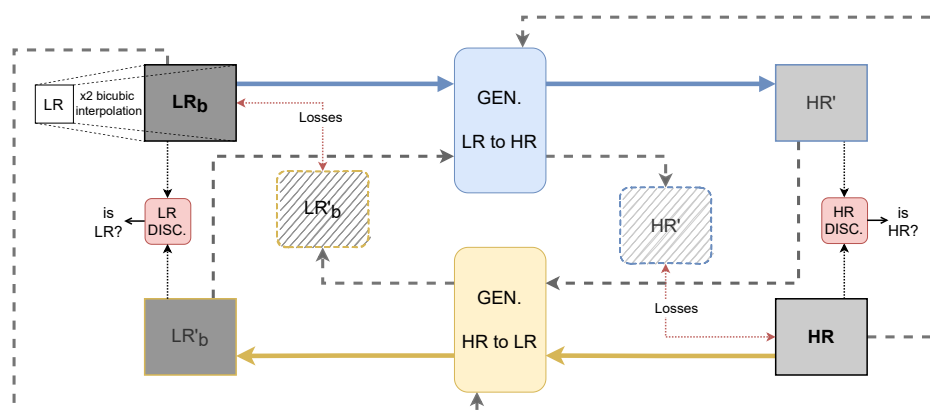 LR
x2 bicubic
interpolation
LRb
Losses
GEN.
LR to HR
HR'
is
LR?
LR
DISC.
LR'b
HR'
HR
DISC.
is
HR?
LR'b
GEN.
HR to LR
Losses
HR